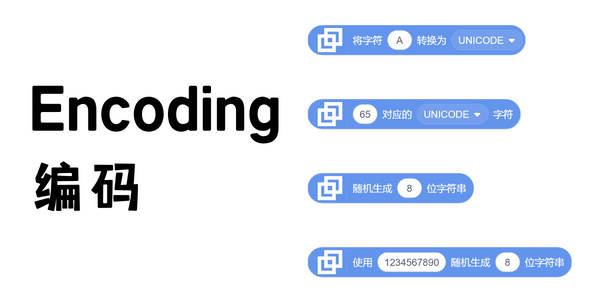 Encoding
编码
将字符 A 转换为 UNICODE
65 对应的 UNICODE 字符
随机生成 8 位字符串
使用 1234567890 随机生成 8 位字符串